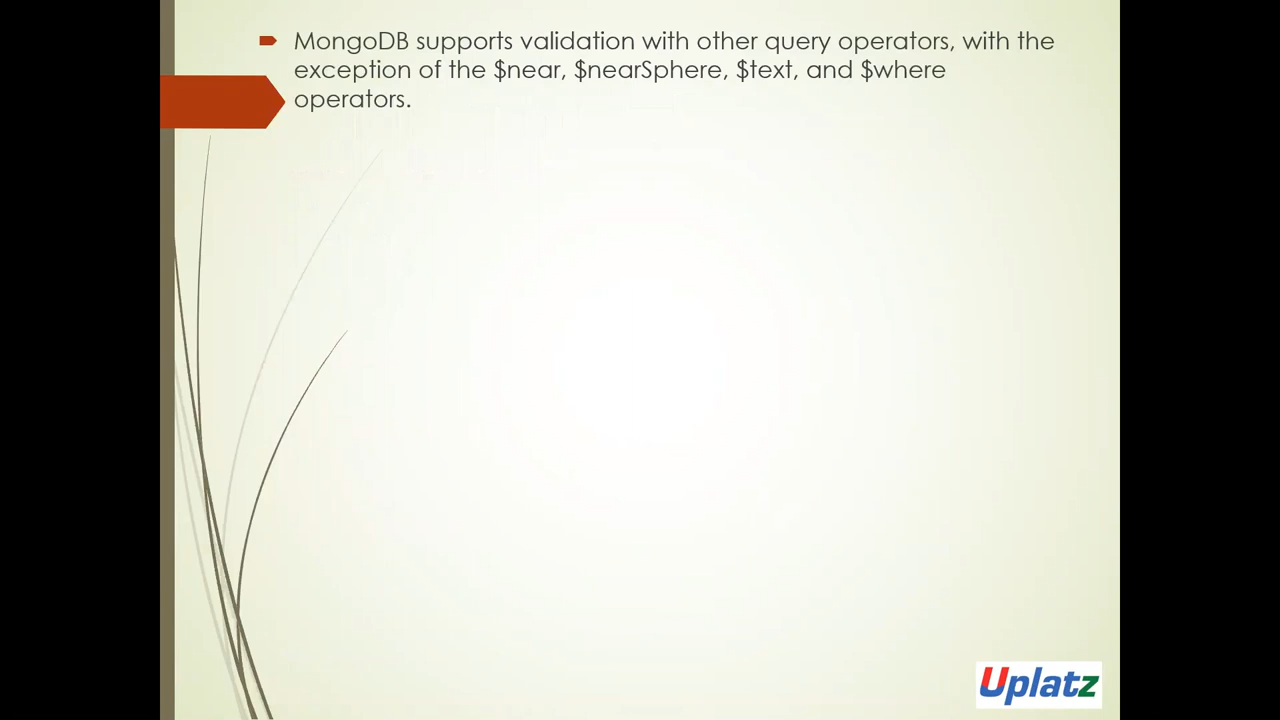 MongoDB supports validation with other query operators, with the
exception of the $near, $nearSphere, $text, and $where
operators.
Uplatz